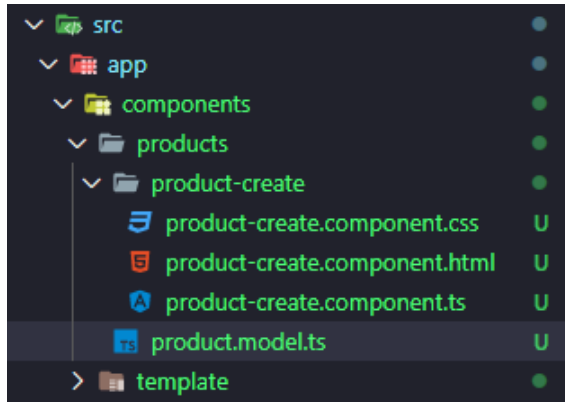 src
app
components
products
product-create
product-create.component.css U
product-create.component.html U
product-create.component.ts U
product.model.ts U
template